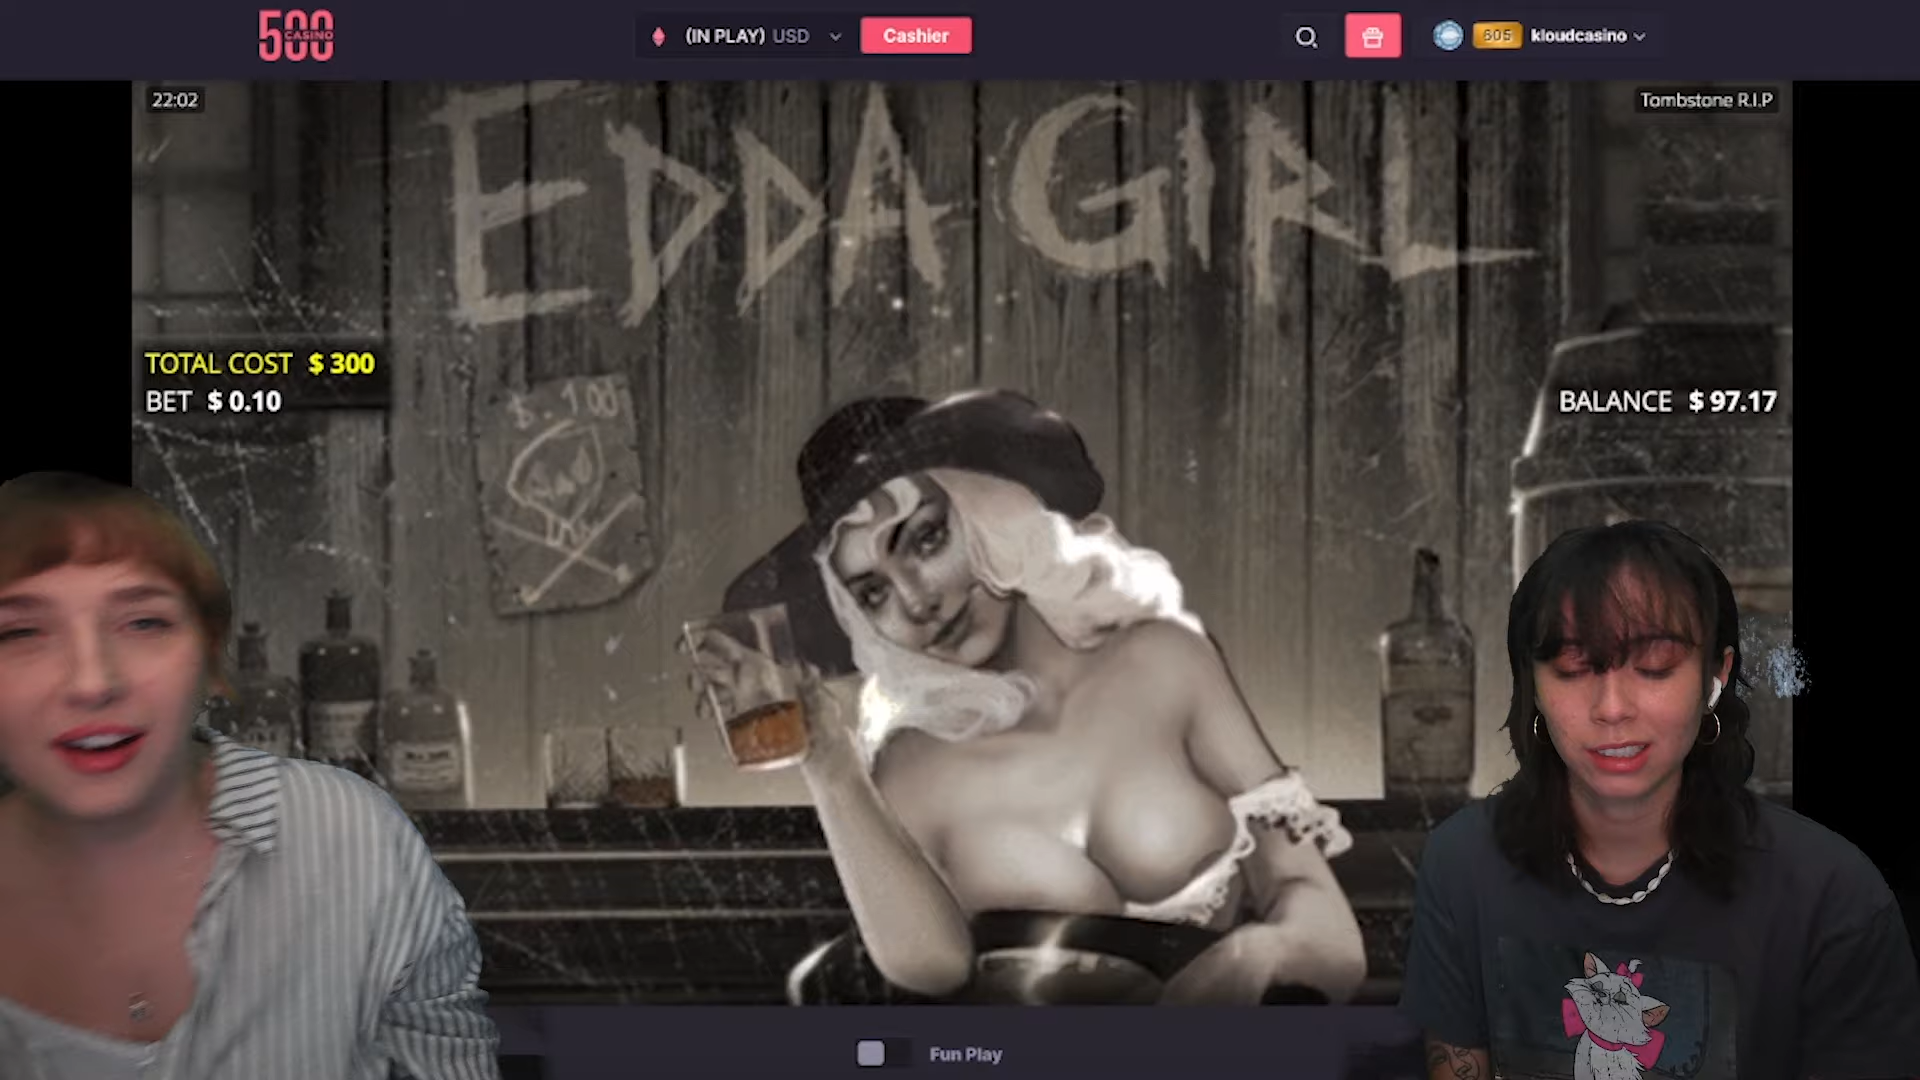 500
CASINO
(IN PLAY) USD
Cashier
605
kloudcasino
22:02
Tombstone R.I.P
EDDA GIRL
TOTAL COST $ 300
BET $ 0.10
BALANCE $ 97.17
Fun Play